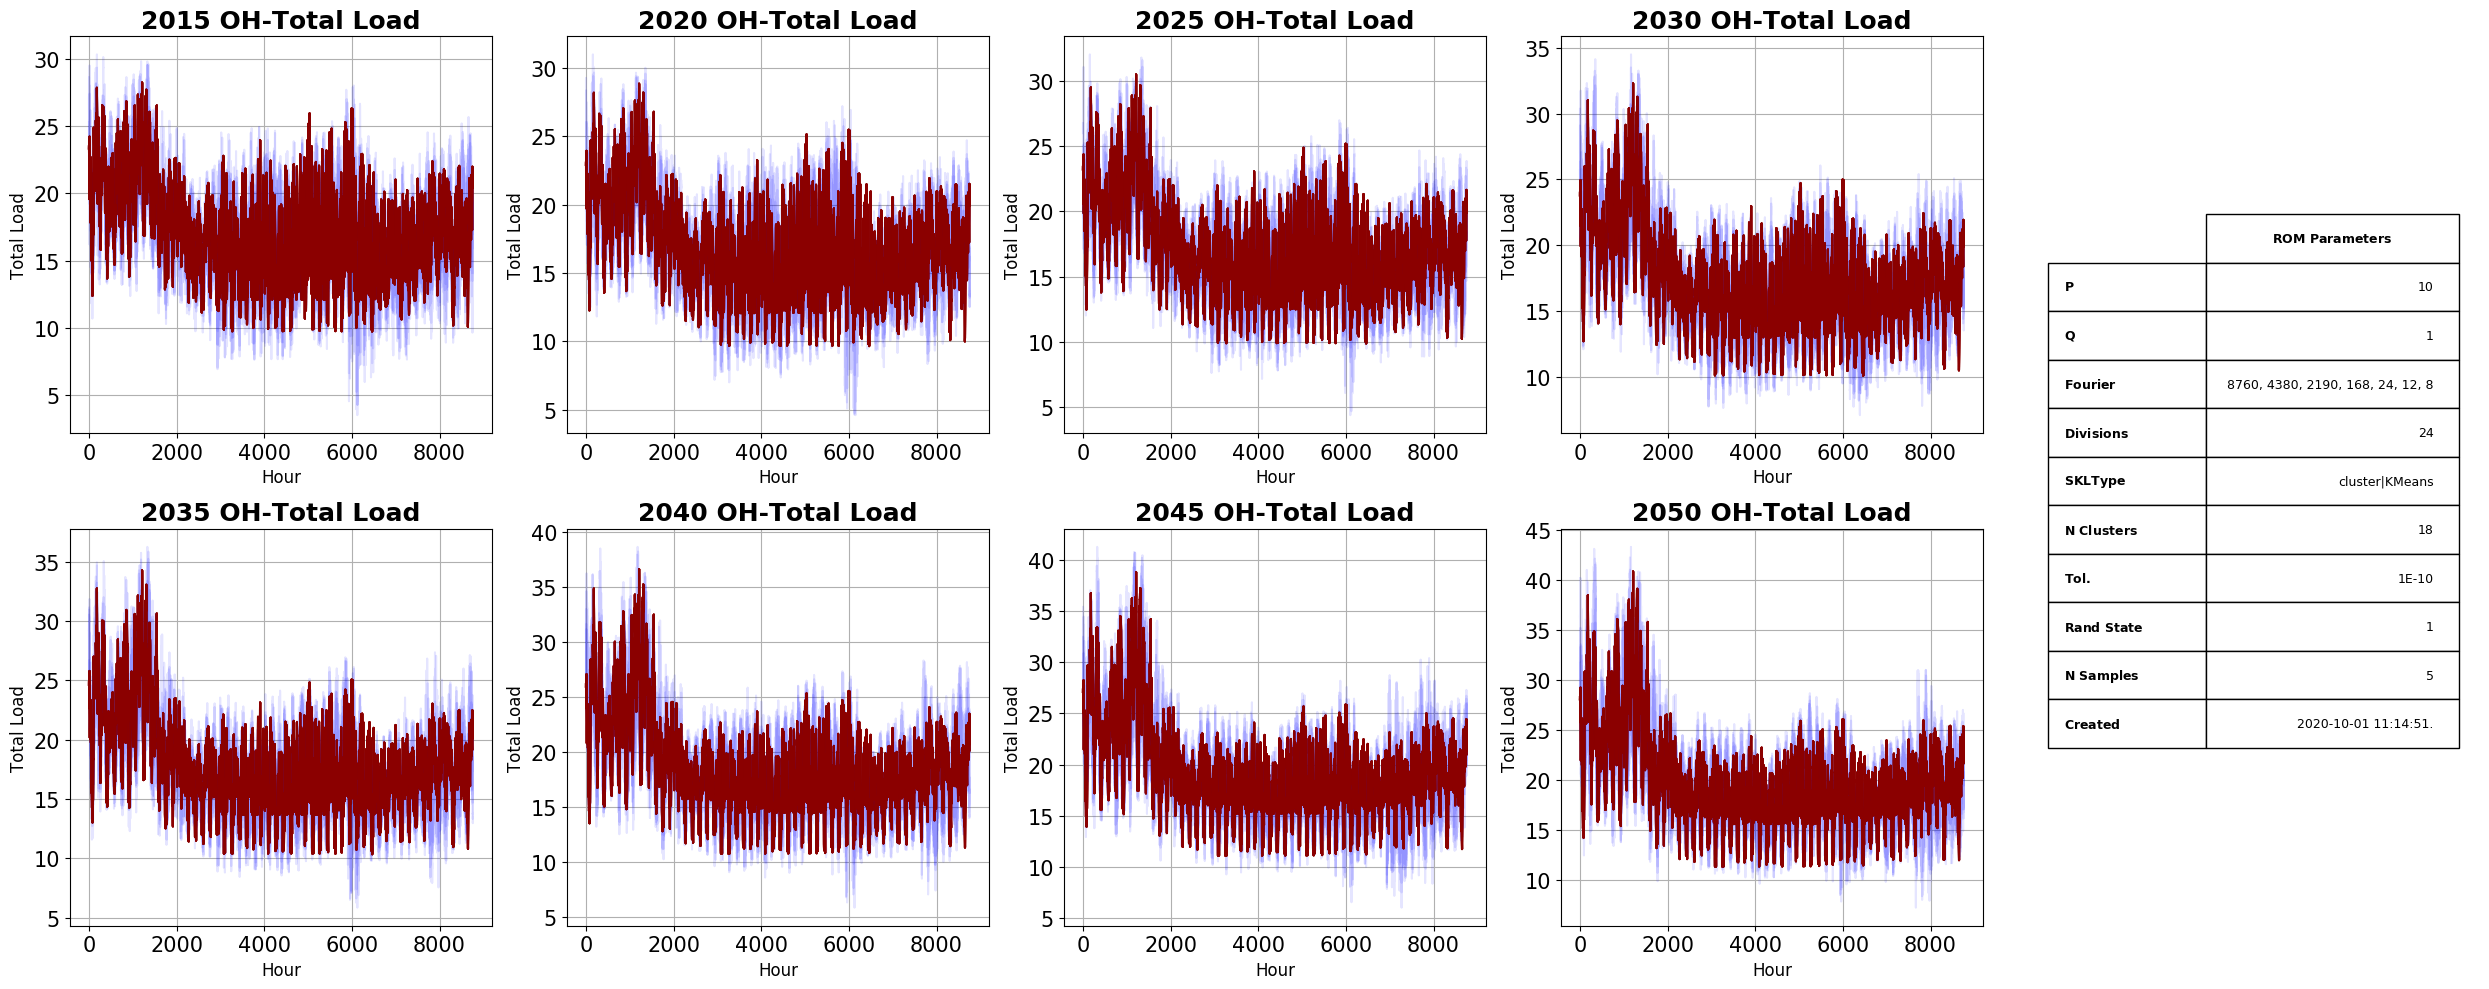 2015 OH-Total Load
30
25
20
15
10
5
Total Load
0 2000 4000 6000 8000
Hour
2020 OH-Total Load
30
25
20
15
10
5
Total Load
0 2000 4000 6000 8000
Hour
2025 OH-Total Load
30
25
20
15
10
5
Total Load
0 2000 4000 6000 8000
Hour
2030 OH-Total Load
35
30
25
20
15
10
Total Load
0 2000 4000 6000 8000
Hour
2035 OH-Total Load
35
30
25
20
15
10
5
Total Load
0 2000 4000 6000 8000
Hour
2040 OH-Total Load
40
35
30
25
20
15
10
5
Total Load
0 2000 4000 6000 8000
Hour
2045 OH-Total Load
40
35
30
25
20
15
10
5
Total Load
0 2000 4000 6000 8000
Hour
2050 OH-Total Load
45
40
35
30
25
20
15
10
Total Load
0 2000 4000 6000 8000
Hour
ROM Parameters
P 10
Q 1
Fourier 8760, 4380, 2190, 168, 24, 12, 8
Divisions 24
SKLType cluster|KMeans
N Clusters 18
Tol. 1E-10
Rand State 1
N Samples 5
Created 2020-10-01 11:14:51.